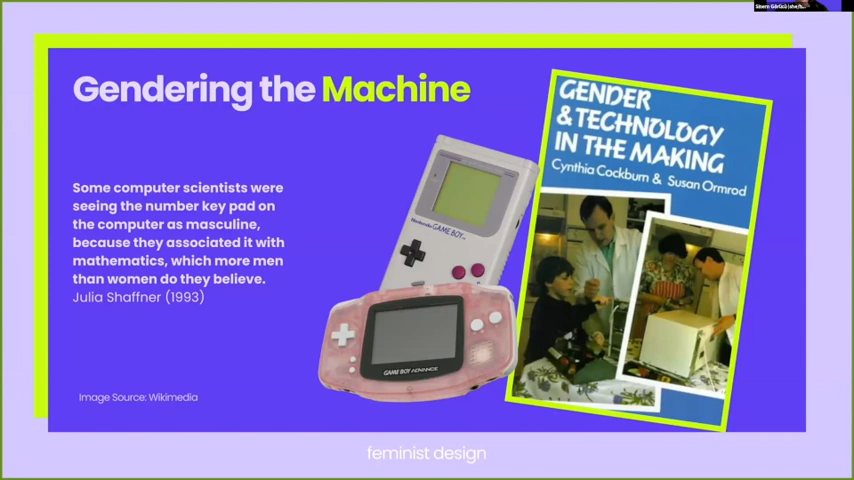 Gendering the Machine
Some computer scientists were
seeing the number key pad on
the computer as masculine,
because they associated it with
mathematics, which more men
than women do they believe.
Julia Shaffner (1993)
Image Source: Wikimedia
Nintendo GAME BOY
GAME BOY ADVANCE
GENDER
& TECHNOLOGY
IN THE MAKING
Cynthia Cockburn & Susan Ormrod
feminist design